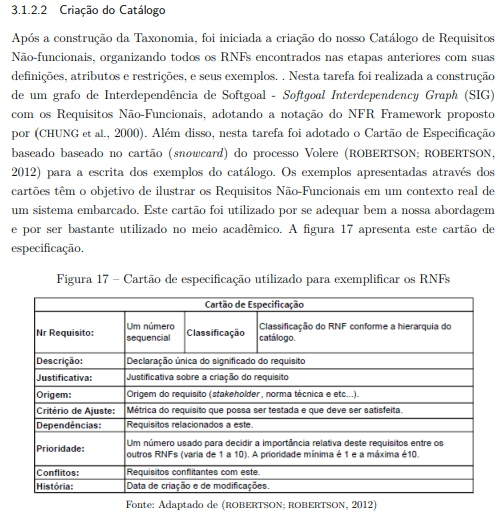 3.1.2.2 Criação do Catálogo
Após a construção da Taxonomia, foi iniciada a criação do nosso Catálogo de Requisitos
Não-funcionais, organizando todos os RNFs encontrados nas etapas anteriores com suas
definições, atributos e restrições, e seus exemplos. . Nesta tarefa foi realizada a construção
de um grafo de Interdependência de Softgoal - Softgoal Interdependency Graph (SIG)
com os Requisitos Não-Funcionais, adotando a notação do NFR Framework proposto
por (CHUNG et al., 2000). Além disso, nesta tarefa foi adotado o Cartão de Especificação
baseado baseado no cartão (snowcard) do processo Volere (ROBERTSON; ROBERTSON,
2012) para a escrita dos exemplos do catálogo. Os exemplos apresentadas através dos
cartões têm o objetivo de ilustrar os Requisitos Não-Funcionais em um contexto real de
um sistema embarcado. Este cartão foi utilizado por se adequar bem a nossa abordagem
e por ser bastante utilizado no meio acadêmico. A figura 17 apresenta este cartão de
especificação.
Figura 17 – Cartão de especificação utilizado para exemplificar os RNFs
Cartão de Especificação
Nr Requisito:
Um número
sequencial
Classificação
Classificação do RNF conforme a hierarquia do
catálogo.
Descrição: Declaração única do significado do requisito
Justificativa: Justificativa sobre a criação do requisito
Origem: Origem do requisito (stakeholder, norma técnica e etc...).
Critério de Ajuste: Métrica do requisito que possa ser testada e que deve ser satisfeita.
Dependências: Requisitos relacionados a este.
Prioridade:
Um número usado para decidir a importância relativa deste requisitos entre os
outros RNFs (varia de 1 a 10). A prioridade mínima é 1 e a máxima é10.
Conflitos: Requisitos conflitantes com este.
História: Data de criação e de modificações.
Fonte: Adaptado de (ROBERTSON; ROBERTSON, 2012)